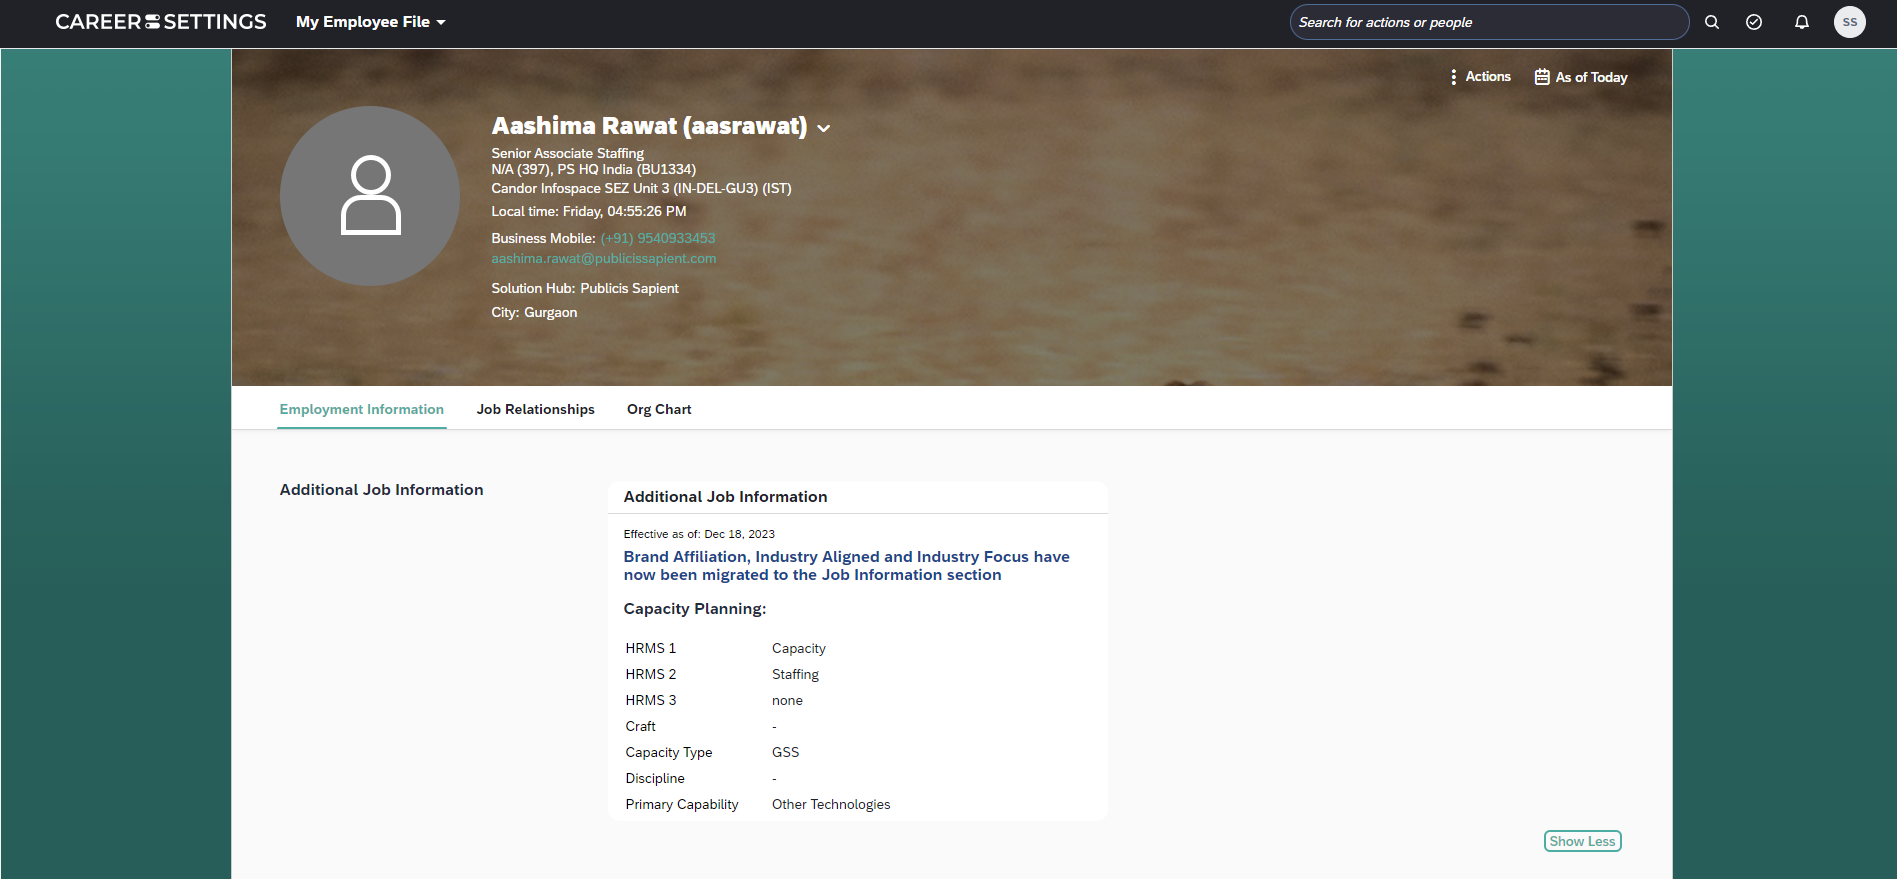 CAREER SETTINGS
My Employee File
Search for actions or people
SS
Actions
As of Today
Aashima Rawat (aasrawat)
Senior Associate Staffing
N/A (397), PS HQ India (BU1334)
Candor Infospace SEZ Unit 3 (IN-DEL-GU3) (IST)
Local time: Friday, 04:55:26 PM
Business Mobile: (+91) 9540933453
aashima.rawat@publicissapient.com
Solution Hub: Publicis Sapient
City: Gurgaon
Employment Information
Job Relationships
Org Chart
Additional Job Information
Additional Job Information
Effective as of: Dec 18, 2023
Brand Affiliation, Industry Aligned and Industry Focus have
now been migrated to the Job Information section
Capacity Planning:
HRMS 1 Capacity
HRMS 2 Staffing
HRMS 3 none
Craft -
Capacity Type GSS
Discipline -
Primary Capability Other Technologies
Show Less